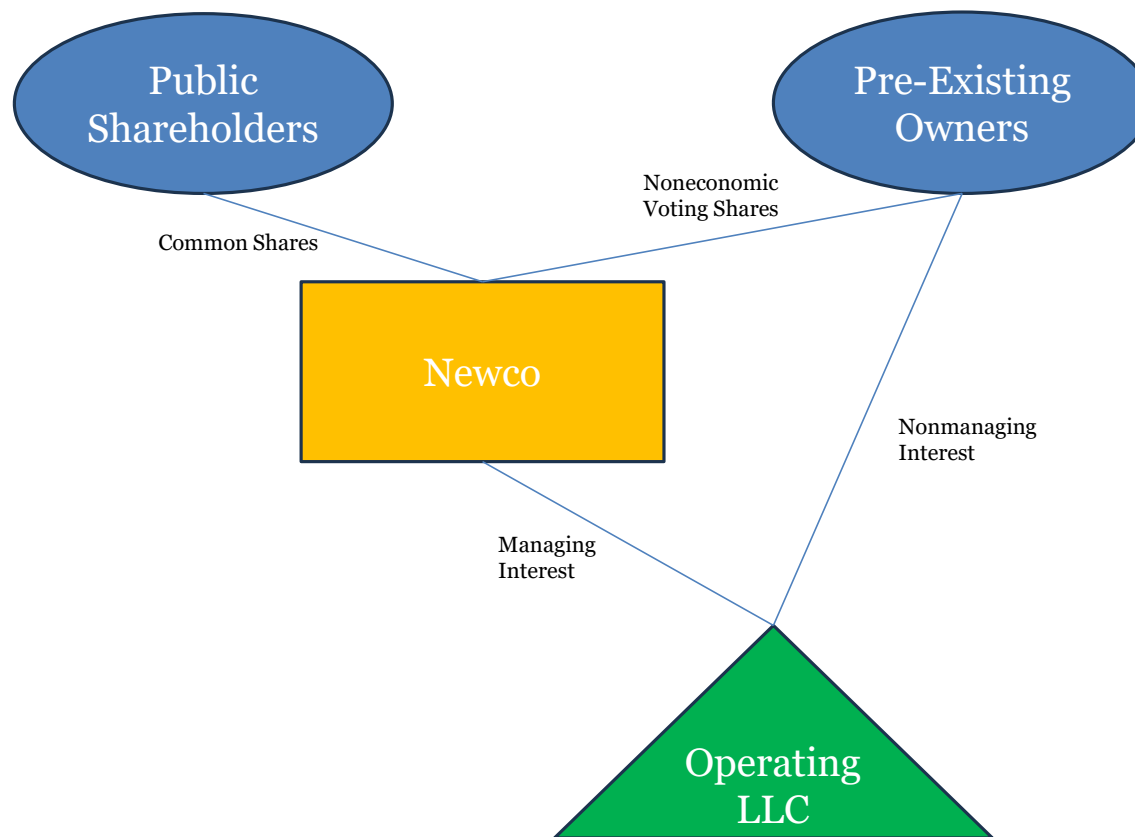 Public
Shareholders
Pre-Existing
Owners
Noneconomic
Voting Shares
Common Shares
Newco
Nonmanaging
Interest
Managing
Interest
Operating
LLC